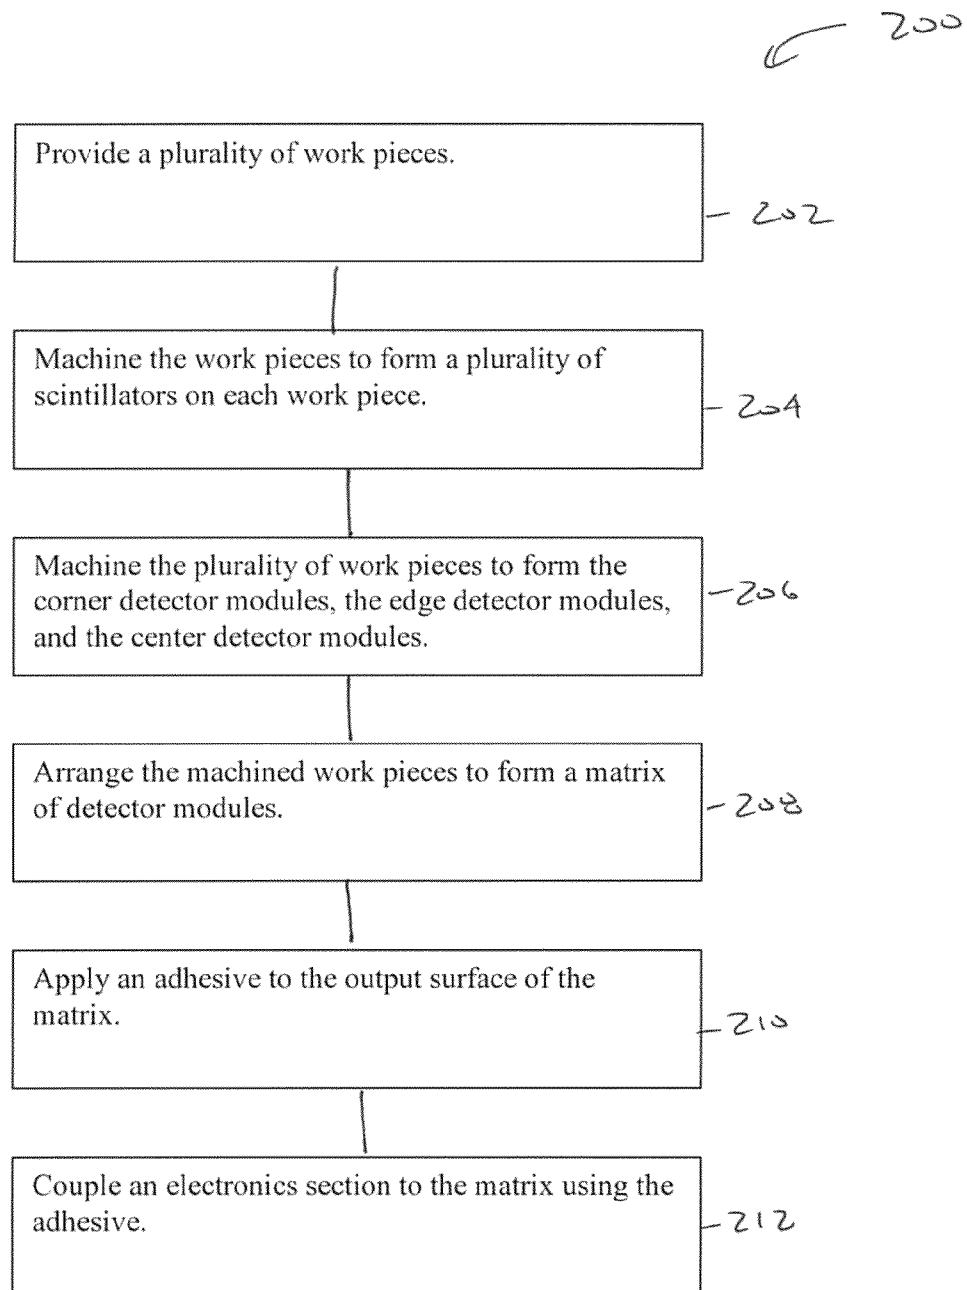 200
Provide a plurality of work pieces.
202
Machine the work pieces to form a plurality of
scintillators on each work piece.
204
Machine the plurality of work pieces to form the
corner detector modules, the edge detector modules,
and the center detector modules.
206
Arrange the machined work pieces to form a matrix
of detector modules.
208
Apply an adhesive to the output surface of the
matrix.
210
Couple an electronics section to the matrix using the
adhesive.
212